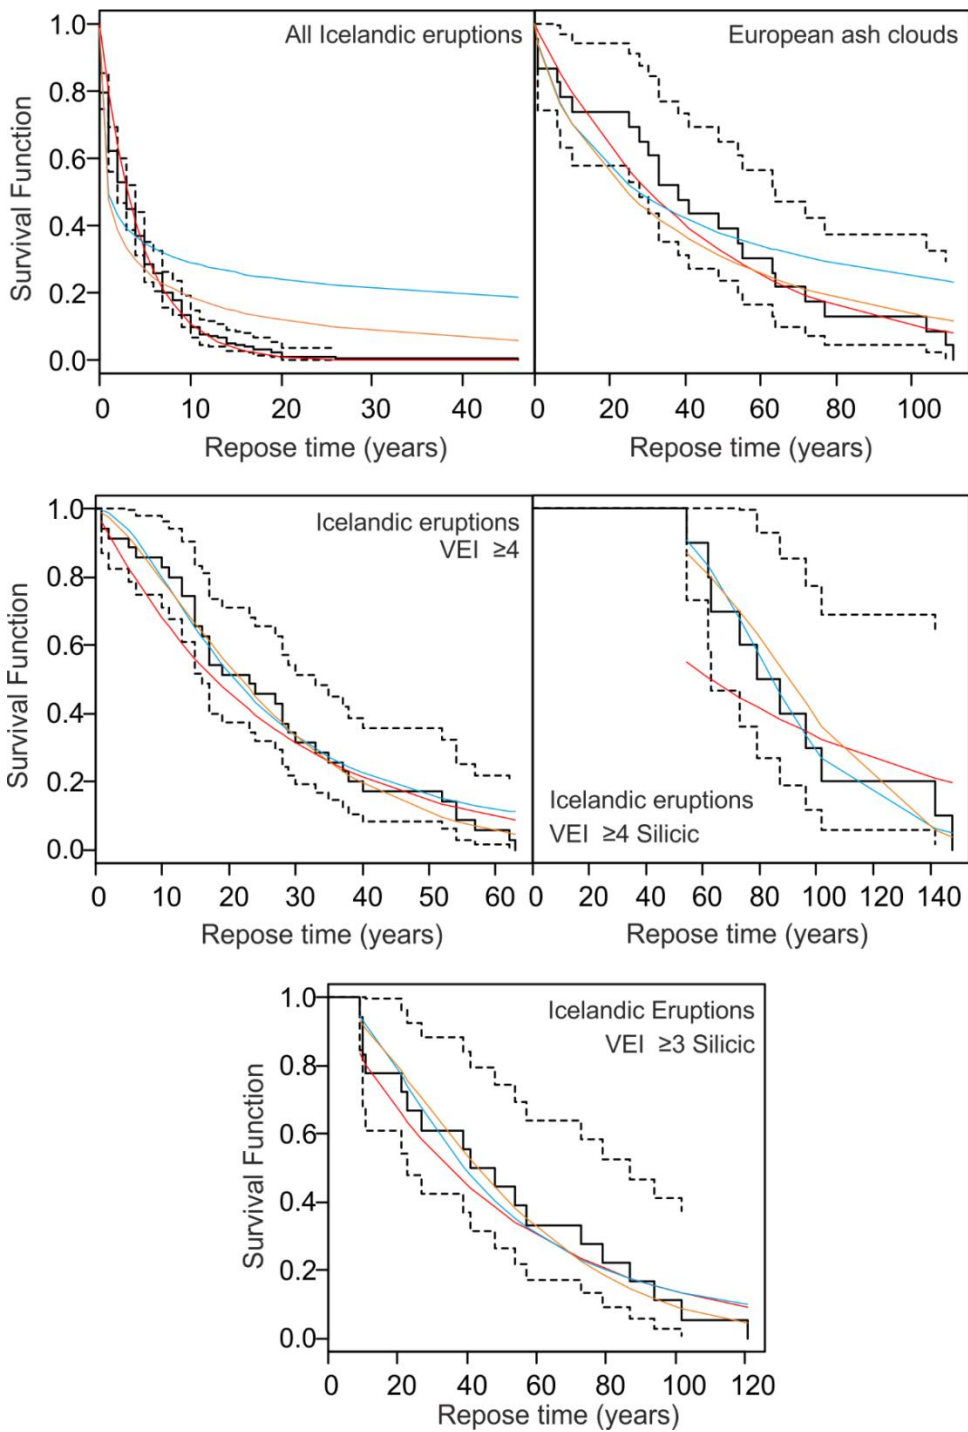 All Icelandic eruptions
Survival Function
1.0
0.8
0.6
0.4
0.2
0.0
0 10 20 30 40
Repose time (years)
European ash clouds
0 20 40 60 80 100
Repose time (years)
Icelandic eruptions
VEI ≥4
Survival Function
1.0
0.8
0.6
0.4
0.2
0.0
0 10 20 30 40 50 60
Repose time (years)
Icelandic eruptions
VEI ≥4 Silicic
0 20 40 60 80 100 120 140
Repose time (years)
Icelandic Eruptions
VEI ≥3 Silicic
Survival Function
1.0
0.8
0.6
0.4
0.2
0.0
0 20 40 60 80 100 120
Repose time (years)